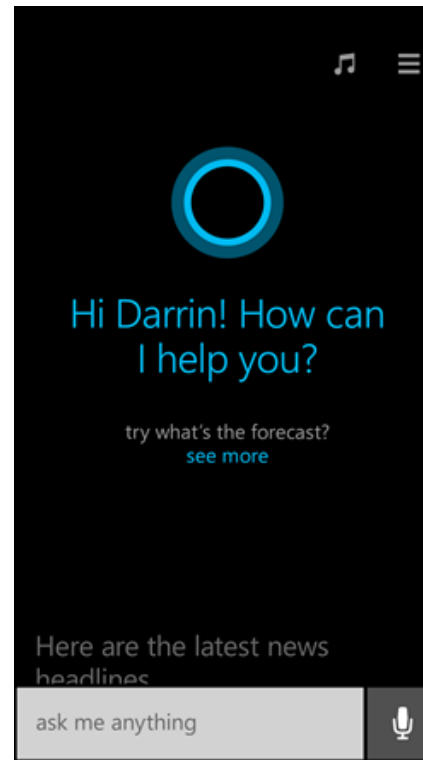 Hi Darrin! How can
I help you?
try what's the forecast?
see more
Here are the latest news
headlines
ask me anything